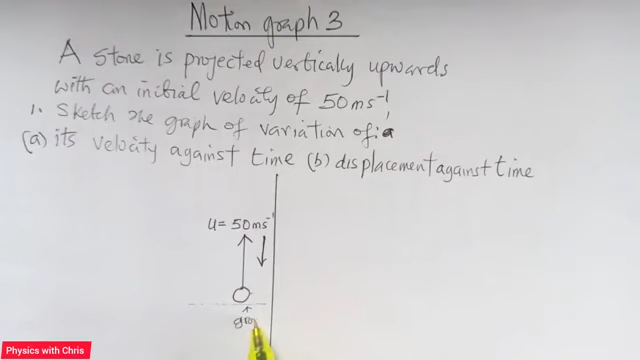 Motion graph 3
A stone is projected vertically upwards
with an initial velocity of 50ms⁻¹
1. Sketch the graph of variation of:
(a) its velocity against time (b) displacement against time
u= 50ms⁻¹
gro
Physics with Chris